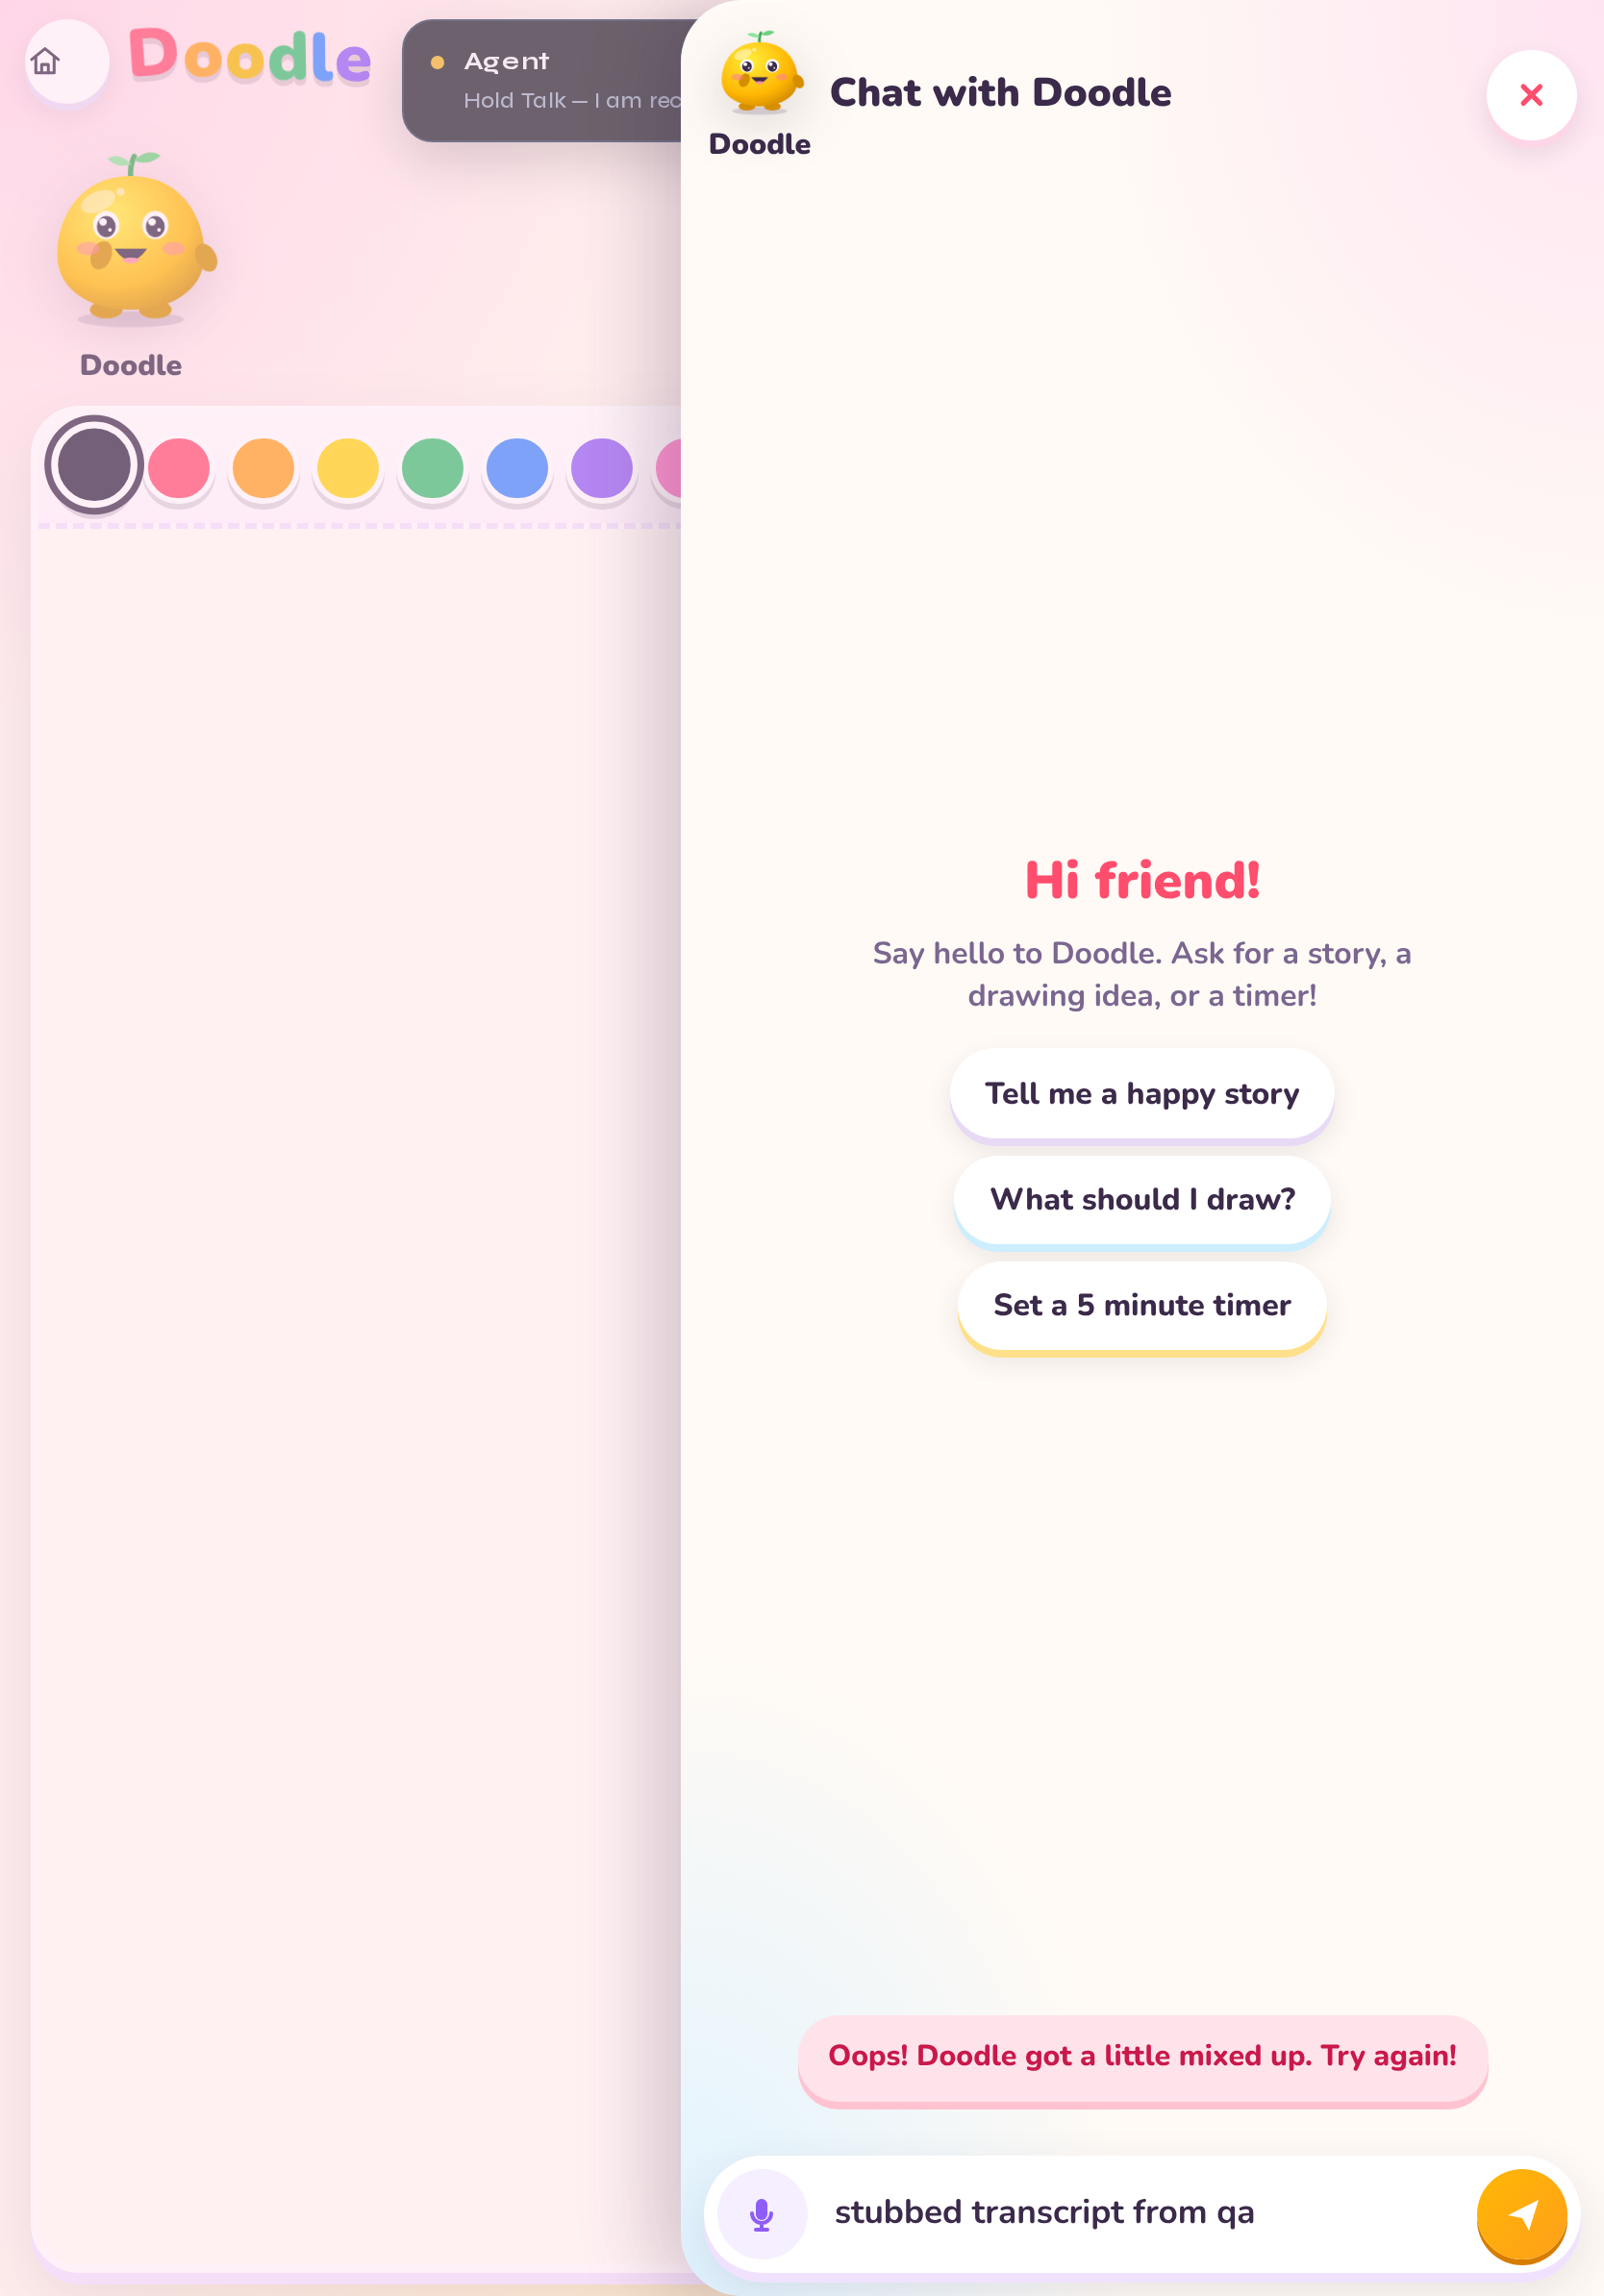 Doodle
Agent
Hold Talk — I am rec
Doodle
Doodle
Chat with Doodle
Hi friend!
Say hello to Doodle. Ask for a story, a
drawing idea, or a timer!
Tell me a happy story
What should I draw?
Set a 5 minute timer
Oops! Doodle got a little mixed up. Try again!
stubbed transcript from qa